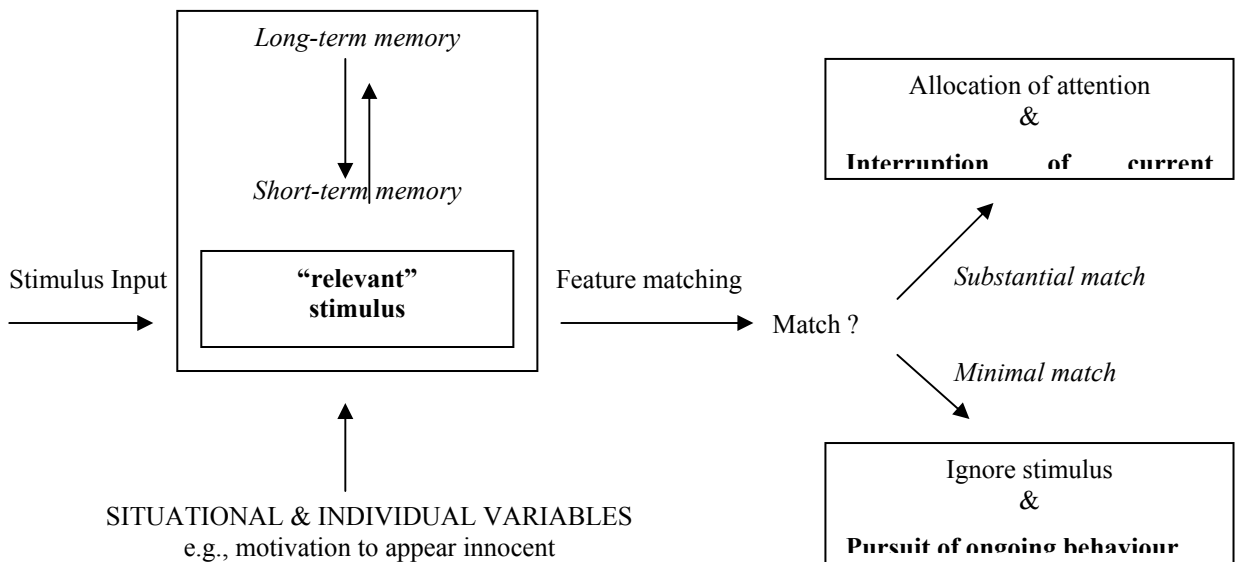 Long-term memory
Short-term memory
Stimulus Input
“relevant”
stimulus
Feature matching
Match ?
Substantial match
Minimal match
Allocation of attention
&
Interruption of current
Ignore stimulus
&
Pursuit of ongoing behaviour
SITUATIONAL & INDIVIDUAL VARIABLES
e.g., motivation to appear innocent